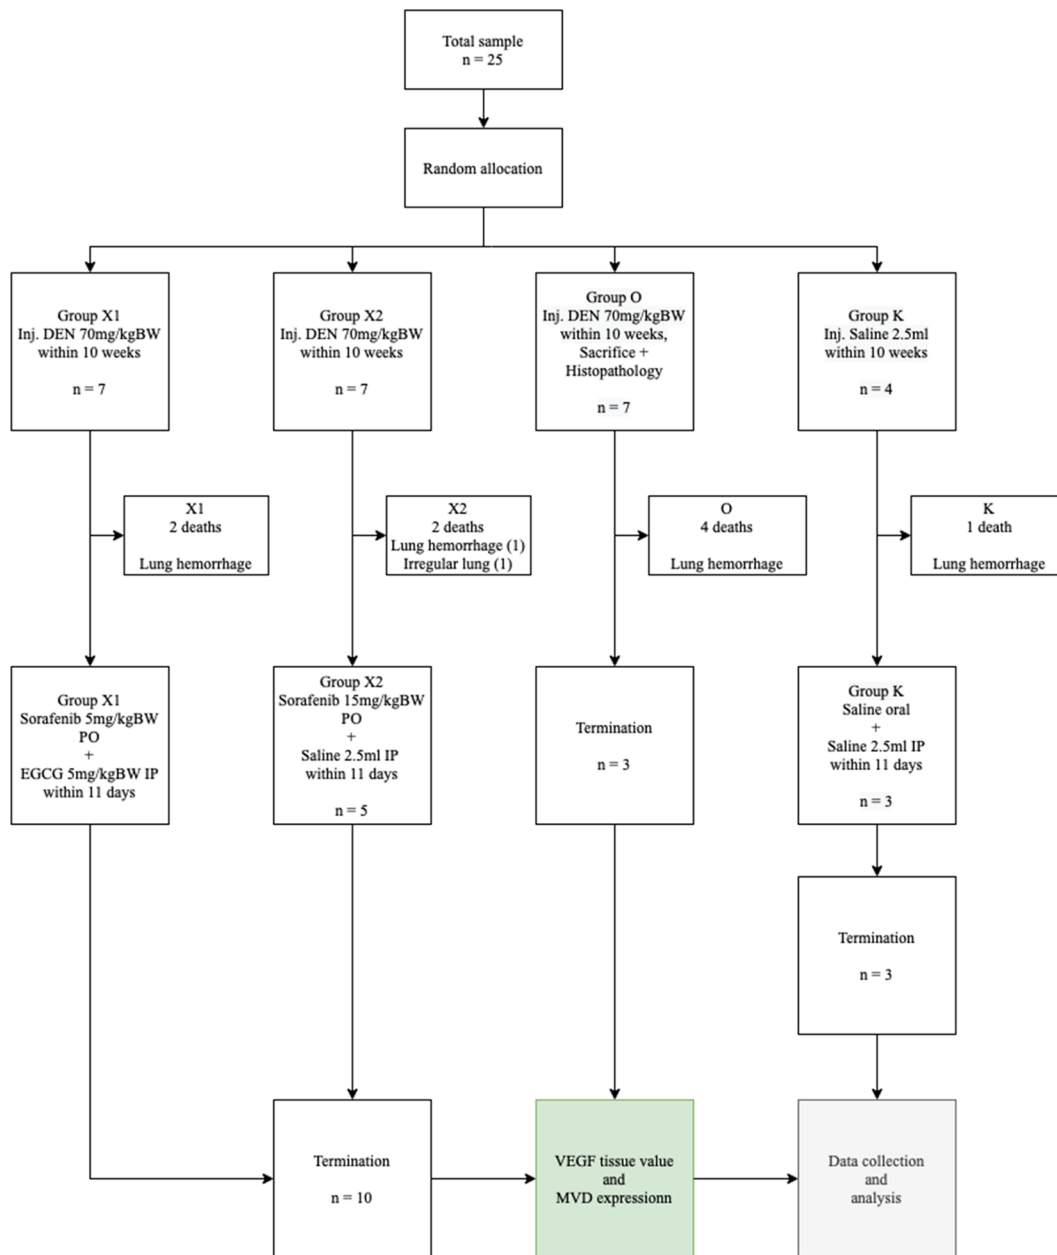 Total sample
n = 25
Random allocation
Group X1
Inj. DEN 70mg/kgBW
within 10 weeks
n = 7
Group X2
Inj. DEN 70mg/kgBW
within 10 weeks
n = 7
Group O
Inj. DEN 70mg/kgBW
within 10 weeks,
Sacrifice +
Histopathology
n = 7
Group K
Inj. Saline 2.5ml
within 10 weeks
n = 4
X1
2 deaths
Lung hemorrhage
X2
2 deaths
Lung hemorrhage (1)
Irregular lung (1)
O
4 deaths
Lung hemorrhage
K
1 death
Lung hemorrhage
Group X1
Sorafenib 5mg/kgBW
PO
+
EGCG 5mg/kgBW IP
within 11 days
Group X2
Sorafenib 15mg/kgBW
PO
+
Saline 2.5ml IP
within 11 days
n = 5
Termination
n = 3
Group K
Saline oral
+
Saline 2.5ml IP
within 11 days
n = 3
Termination
n = 3
Termination
n = 10
VEGF tissue value
and
MVD expressionn
Data collection
and
analysis